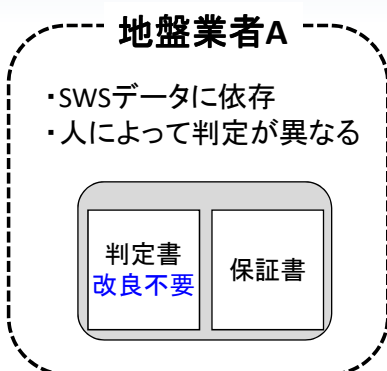 地盤業者A
・SWSデータに依存
・人によって判定が異なる
判定書
改良不要
保証書